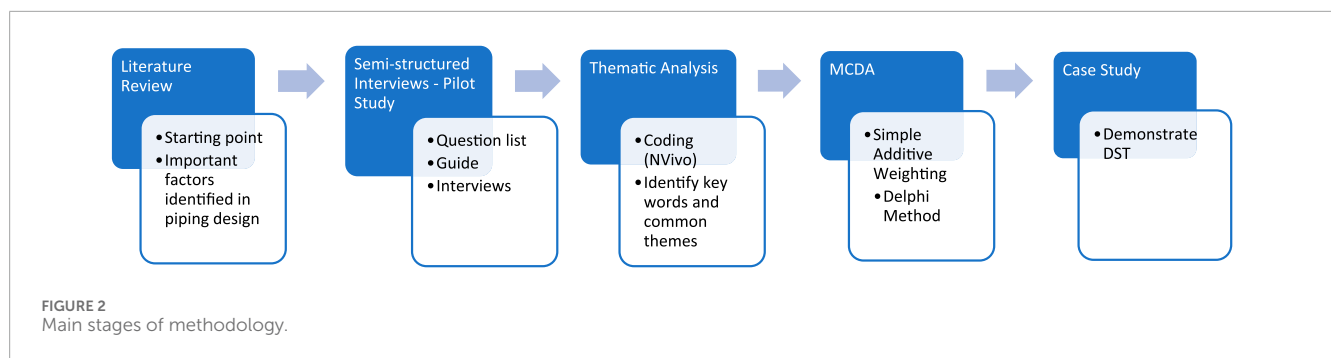 Literature
Review
• Starting point
• Important
factors
identified in
piping design
Semi-structured
Interviews - Pilot
Study
• Question list
• Guide
• Interviews
Thematic Analysis
• Coding
(NVivo)
• Identify key
words and
common
themes
MCDA
• Simple
Additive
Weighting
• Delphi
Method
Case Study
• Demonstrate
DST
FIGURE 2
Main stages of methodology.